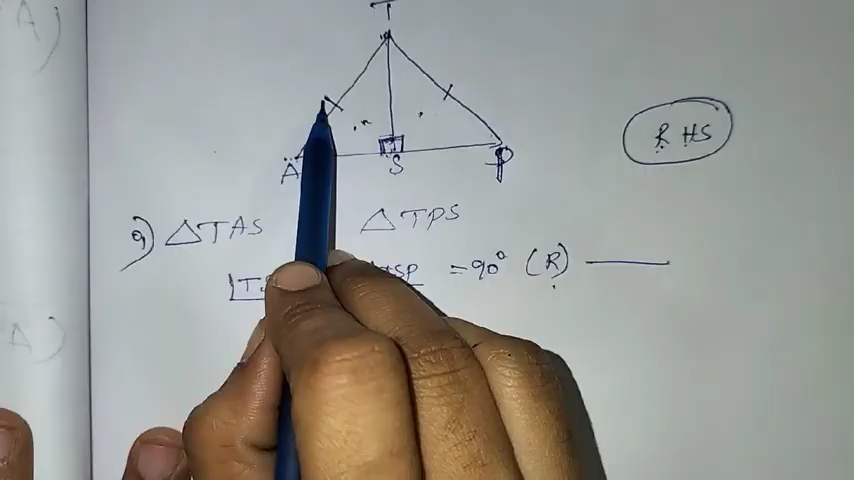 A)
T
RHS
A
S
P
9) △TAS △TPS
= 90° (R)
A)